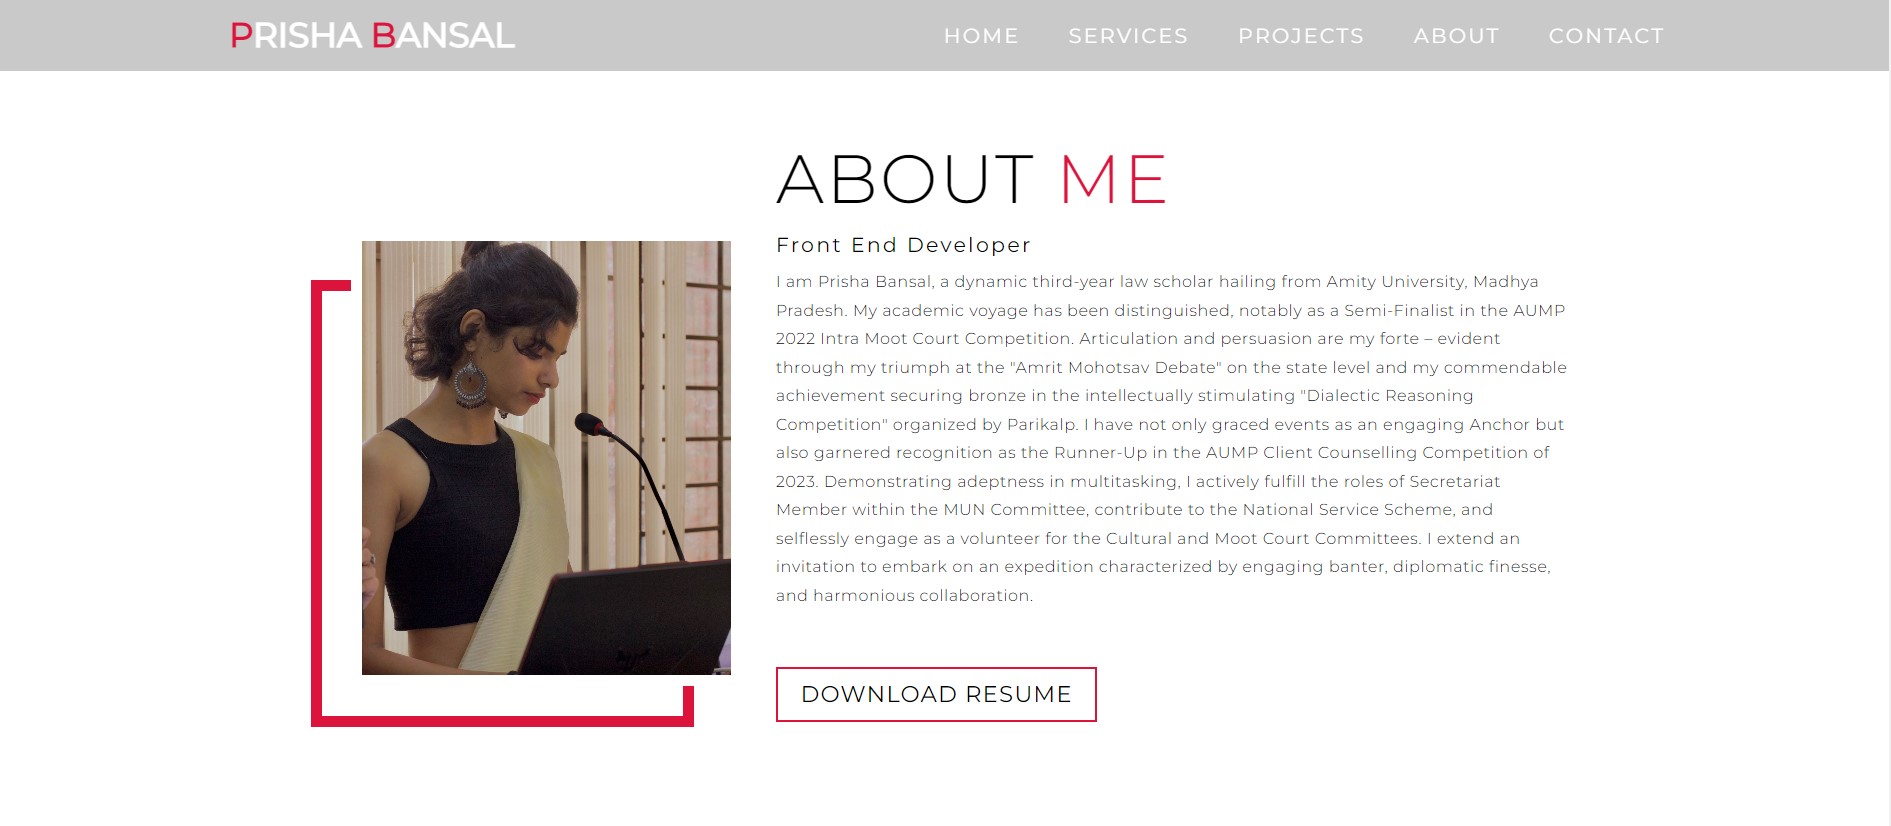 PRISHA BANSAL
HOME SERVICES PROJECTS ABOUT CONTACT
ABOUT ME
Front End Developer
I am Prisha Bansal, a dynamic third-year law scholar hailing from Amity University, Madhya
Pradesh. My academic voyage has been distinguished, notably as a Semi-Finalist in the AUMP
2022 Intra Moot Court Competition. Articulation and persuasion are my forte – evident
through my triumph at the "Amrit Mohotsav Debate" on the state level and my commendable
achievement securing bronze in the intellectually stimulating "Dialectic Reasoning
Competition" organized by Parikalp. I have not only graced events as an engaging Anchor but
also garnered recognition as the Runner-Up in the AUMP Client Counselling Competition of
2023. Demonstrating adeptness in multitasking, I actively fulfill the roles of Secretariat
Member within the MUN Committee, contribute to the National Service Scheme, and
selflessly engage as a volunteer for the Cultural and Moot Court Committees. I extend an
invitation to embark on an expedition characterized by engaging banter, diplomatic finesse,
and harmonious collaboration.
DOWNLOAD RESUME